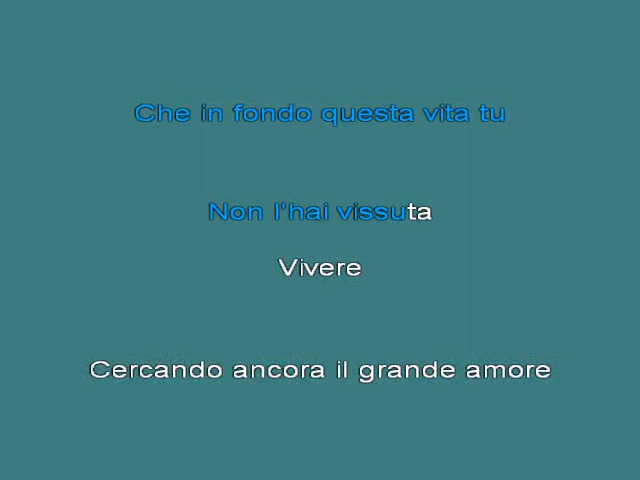 Che in fondo questa vita tu
Non l'hai vissuta
Vivere
Cercando ancora il grande amore